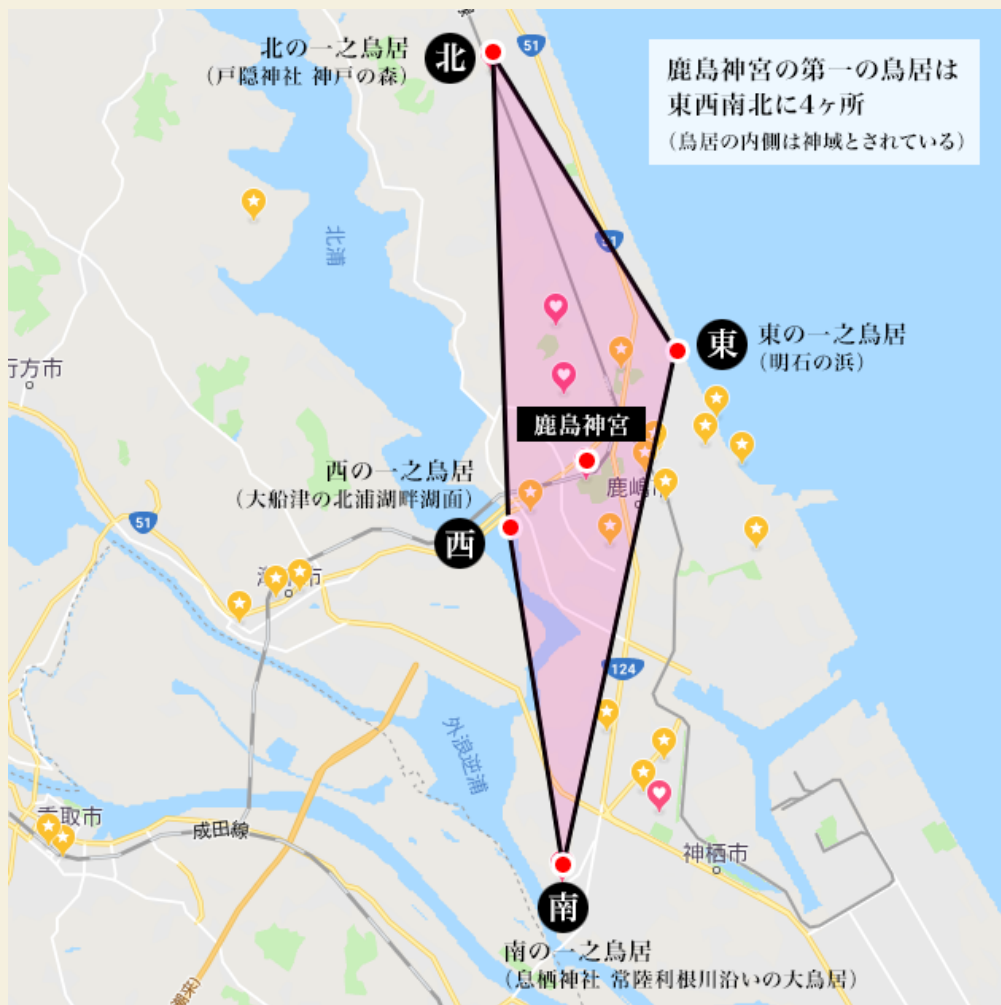 北の一之鳥居
(戸隠神社 神戸の森)
北
51
鹿島神宮の第一の鳥居は
東西南北に4ヶ所
(鳥居の内側は神域とされている)
北浦
51
東
東の一之鳥居
(明石の浜)
行方市
鹿島神宮
西の一之鳥居
(大船津の北浦湖畔湖面)
鹿嶋市
西
51
124
外浪逆浦
香取市
成田線
神栖市
南
南の一之鳥居
(息栖神社 常陸利根川沿いの大鳥居)